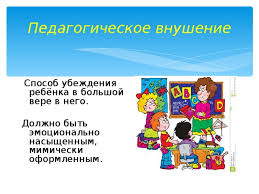 Педагогическое внушение
Способ убеждения
ребёнка в большой
вере в него.
Должно быть
эмоционально
насыщенным,
мимически
оформленным.
A B